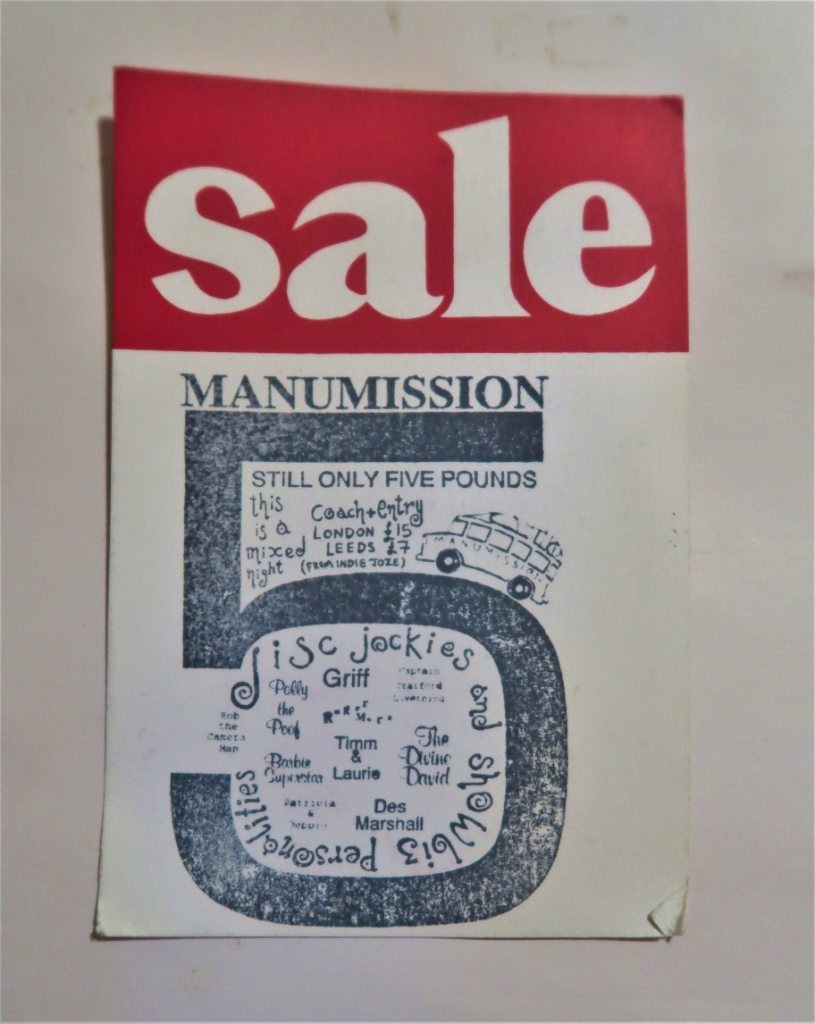 sale
MANUMISSION
5
STILL ONLY FIVE POUNDS
this
is a
mixed
night
Coach + entry
LONDON £15
LEEDS £7
(FROM INDIE JOZE)
MANUMISSION
disc jockies and showbiz personalities
Griff
Captain
Polly
the
Poof
Rob
the
Camera
Man
Timm
&
Laurie
The
Divine
David
Barbie
Superstar
Patricia
&
Des
Marshall